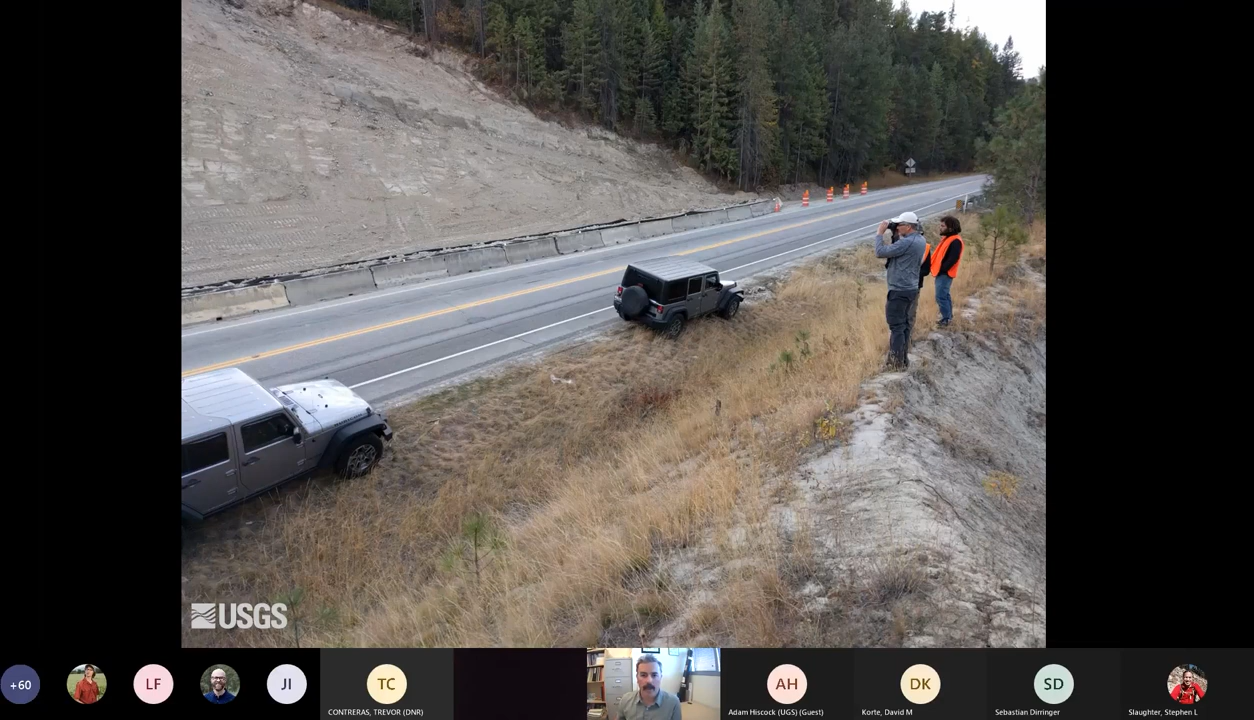 USGS
+60
LF
JI
TC
CONTRERAS, TREVOR (DNR)
AH
Adam Hiscock (UGS) (Guest)
DK
Korte, David M
SD
Sebastian Dirringer
Slaughter, Stephen L